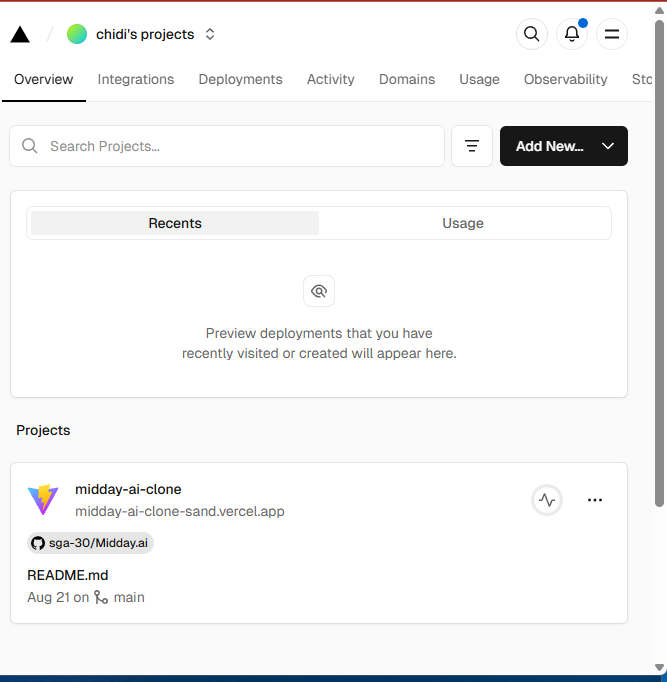 chidi's projects
Overview Integrations Deployments Activity Domains Usage Observability Sto
Search Projects... Add New...
Recents Usage
Preview deployments that you have
recently visited or created will appear here.
Projects
midday-ai-clone
midday-ai-clone-sand.vercel.app
sga-30/Midday.ai
README.md
Aug 21 on main